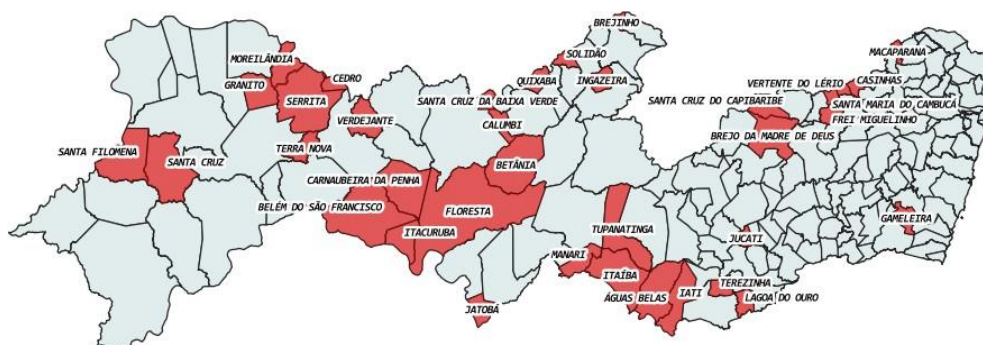 BREJINHO
MOREILÂNDIA
SOLIDÃO
MACAPARANA
CEDRO
GRANITO
QUIXABA
INGAZEIRA
VERTENTE DO LÉRIO
CASINHAS
SERRITA
SANTA CRUZ DA BAIXA VERDE
SANTA CRUZ DO CAPIBARIBE
SANTA MARIA DO CAMBUCÁ
VERDEJANTE
CALUMBI
FREI MIGUELINHO
BREJO DA MADRE DE DEUS
SANTA FILOMENA
TERRA NOVA
SANTA CRUZ
BETÂNIA
CARNAUBEIRA DA PENHA
BELÉM DO SÃO FRANCISCO
FLORESTA
GAMELEIRA
ITACURUBA
TUPANATINGA
JUCATI
MANARI
ITAÍBA
TEREZINHA
IATI
ÁGUAS BELAS
LAGOA DO OURO
JATOBÁ